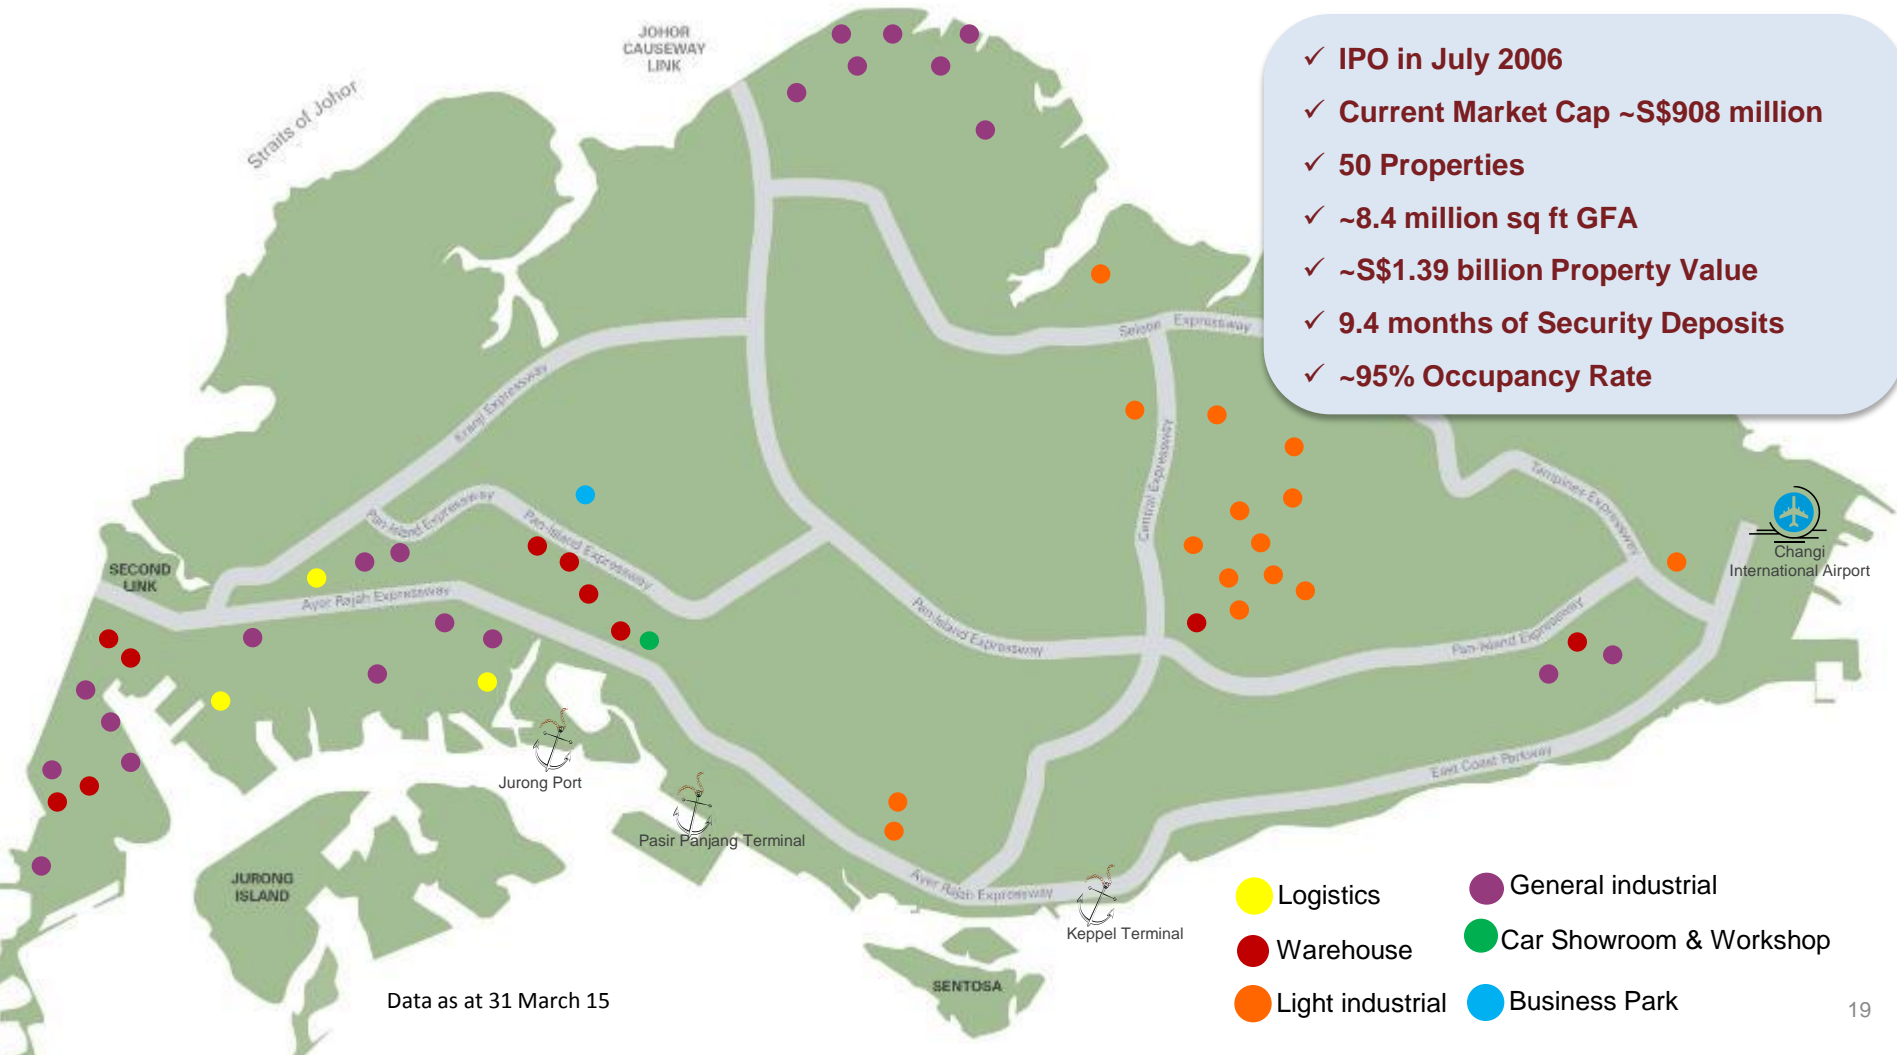 JOHOR
CAUSEWAY
LINK
Straits of Johor
✓ IPO in July 2006
✓ Current Market Cap ~S$908 million
✓ 50 Properties
✓ ~8.4 million sq ft GFA
✓ ~S$1.39 billion Property Value
✓ 9.4 months of Security Deposits
✓ ~95% Occupancy Rate
Seletar Expressway
Kranji Expressway
Central Expressway
Tampines Expressway
Pan-Island Expressway
Pan-Island Expressway
Changi
International Airport
SECOND
LINK
Ayer Rajah Expressway
Pan-Island Expressway
Pan-Island Expressway
East Coast Parkway
Jurong Port
Pasir Panjang Terminal
JURONG
ISLAND
Ayer Rajah Expressway
Keppel Terminal
SENTOSA
Logistics
General industrial
Warehouse
Car Showroom & Workshop
Light industrial
Business Park
Data as at 31 March 15
19